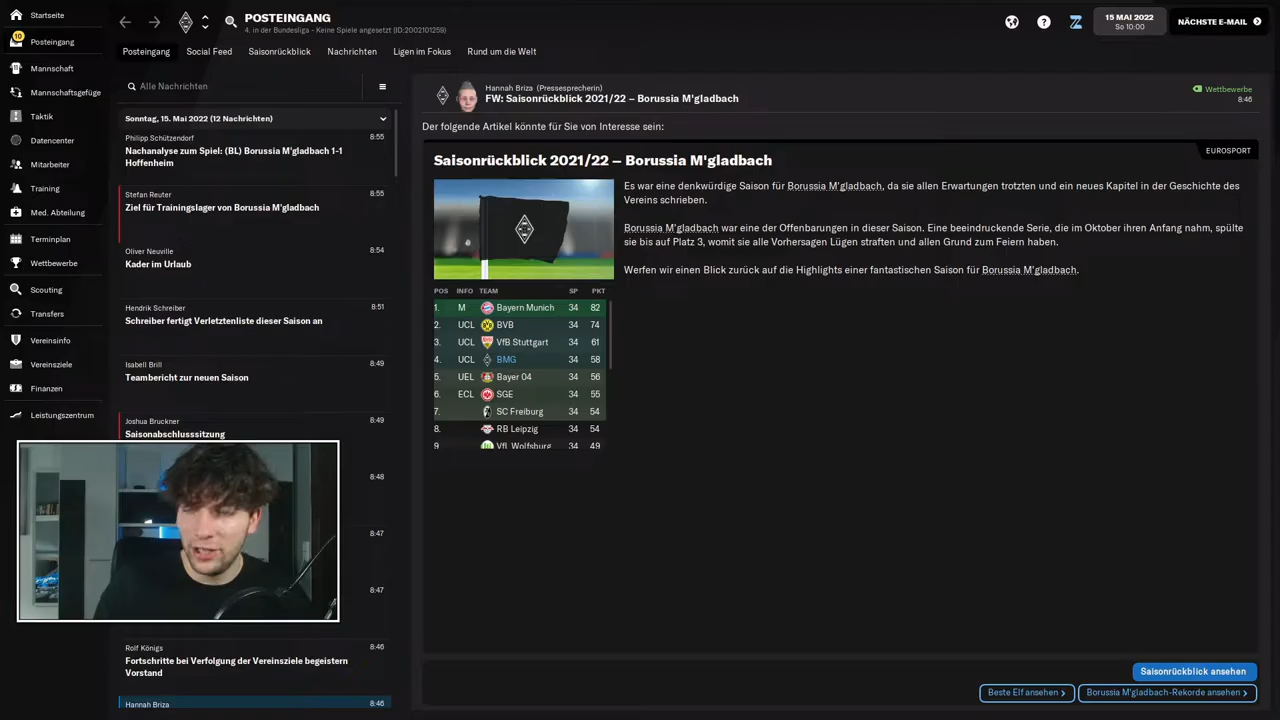 Startseite
10
Posteingang
Mannschaft
Mannschaftsgefüge
Taktik
Datencenter
Mitarbeiter
Training
Med. Abteilung
Terminplan
Wettbewerbe
Scouting
Transfers
Vereinsinfo
Vereinsziele
Finanzen
Leistungszentrum
POSTEINGANG
4. in der Bundesliga - Keine Spiele angesetzt (ID:2002101259)
15 MAI 2022
So 10:00
NÄCHSTE E-MAIL
Posteingang Social Feed Saisonrückblick Nachrichten Ligen im Fokus Rund um die Welt
Alle Nachrichten
Sonntag, 15. Mai 2022 (12 Nachrichten)
Philipp Schützendorf 8:55
Nachanalyse zum Spiel: (BL) Borussia M'gladbach 1-1
Hoffenheim
Stefan Reuter 8:55
Ziel für Trainingslager von Borussia M'gladbach
Oliver Neuville 8:54
Kader im Urlaub
Hendrik Schreiber 8:51
Schreiber fertigt Verletztenliste dieser Saison an
Isabell Brill 8:49
Teambericht zur neuen Saison
Joshua Bruckner 8:49
Saisonabschlusssitzung
8:48
8:47
8:47
Rolf Königs 8:46
Fortschritte bei Verfolgung der Vereinsziele begeistern
Vorstand
Hannah Briza 8:46
Hannah Briza (Pressesprecherin)
FW: Saisonrückblick 2021/22 – Borussia M'gladbach
Wettbewerbe
8:46
Der folgende Artikel könnte für Sie von Interesse sein:
EUROSPORT
Saisonrückblick 2021/22 – Borussia M'gladbach
Es war eine denkwürdige Saison für Borussia M'gladbach, da sie allen Erwartungen trotzten und ein neues Kapitel in der Geschichte des
Vereins schrieben.
Borussia M'gladbach war eine der Offenbarungen in dieser Saison. Eine beeindruckende Serie, die im Oktober ihren Anfang nahm, spülte
sie bis auf Platz 3, womit sie alle Vorhersagen Lügen straften und allen Grund zum Feiern haben.
Werfen wir einen Blick zurück auf die Highlights einer fantastischen Saison für Borussia M'gladbach.
POS INFO TEAM SP PKT
1. M Bayern Munich 34 82
2. UCL BVB 34 74
3. UCL VfB Stuttgart 34 61
4. UCL BMG 34 58
5. UEL Bayer 04 34 56
6. ECL SGE 34 55
7. SC Freiburg 34 54
8. RB Leipzig 34 54
9 VfL Wolfsburg 34 49
Saisonrückblick ansehen
Beste Elf ansehen
Borussia M'gladbach-Rekorde ansehen